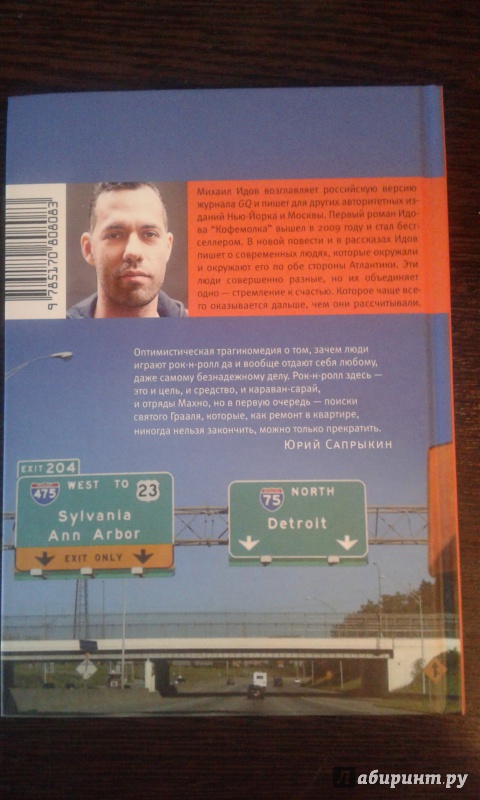 Михаил Идов возглавляет российскую версию
журнала GQ и пишет для других авторитетных из-
даний Нью-Йорка и Москвы. Первый роман Идо-
ва "Кофемолка" вышел в 2009 году и стал бест-
селлером. В новой повести и в рассказах Идов
пишет о современных людях, которые окружали
и окружают его по обе стороны Атлантики. Эти
люди совершенно разные, но их объединяет
одно — стремление к счастью. Которое чаще все-
го оказывается дальше, чем они рассчитывали.
9 785170 808083
Оптимистическая трагикомедия о том, зачем люди
играют рок-н-ролл да и вообще отдают себя любому,
даже самому безнадежному делу. Рок-н-ролл здесь —
это и цель, и средство, и караван-сарай,
и отряды Махно, но в первую очередь — поиски
святого Грааля, которые, как ремонт в квартире,
никогда нельзя закончить, можно только прекратить.
Юрий Сапрыкин
EXIT 204
475 WEST TO 23
Sylvania
Ann Arbor
EXIT ONLY
75 NORTH
Detroit
Лабиринт.ру